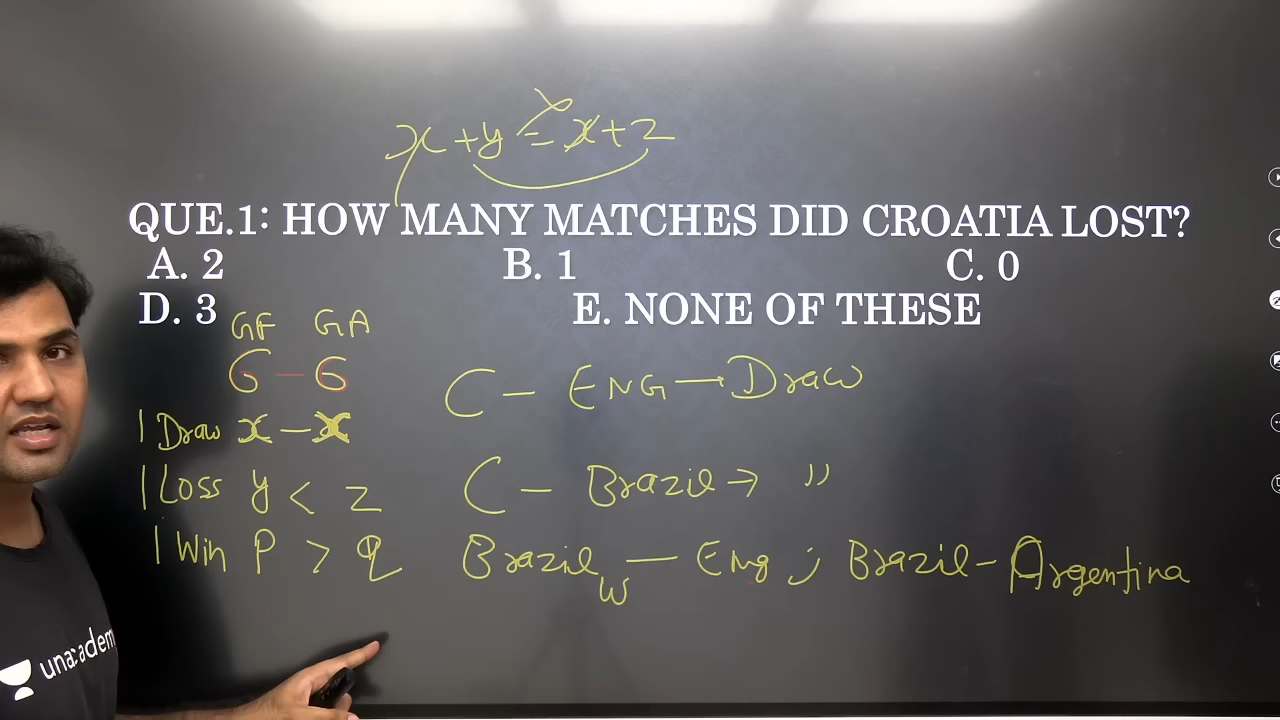 x + y = x + z
QUE.1: HOW MANY MATCHES DID CROATIA LOST?
A. 2 B. 1 C. 0
D. 3 E. NONE OF THESE
GF GA
6 - 6
1 Draw x - x
1 Loss y < z
1 Win P > q
C - ENG → Draw
C - Brazil → "
Brazil W - Eng ; Brazil - Argentina
unacademy